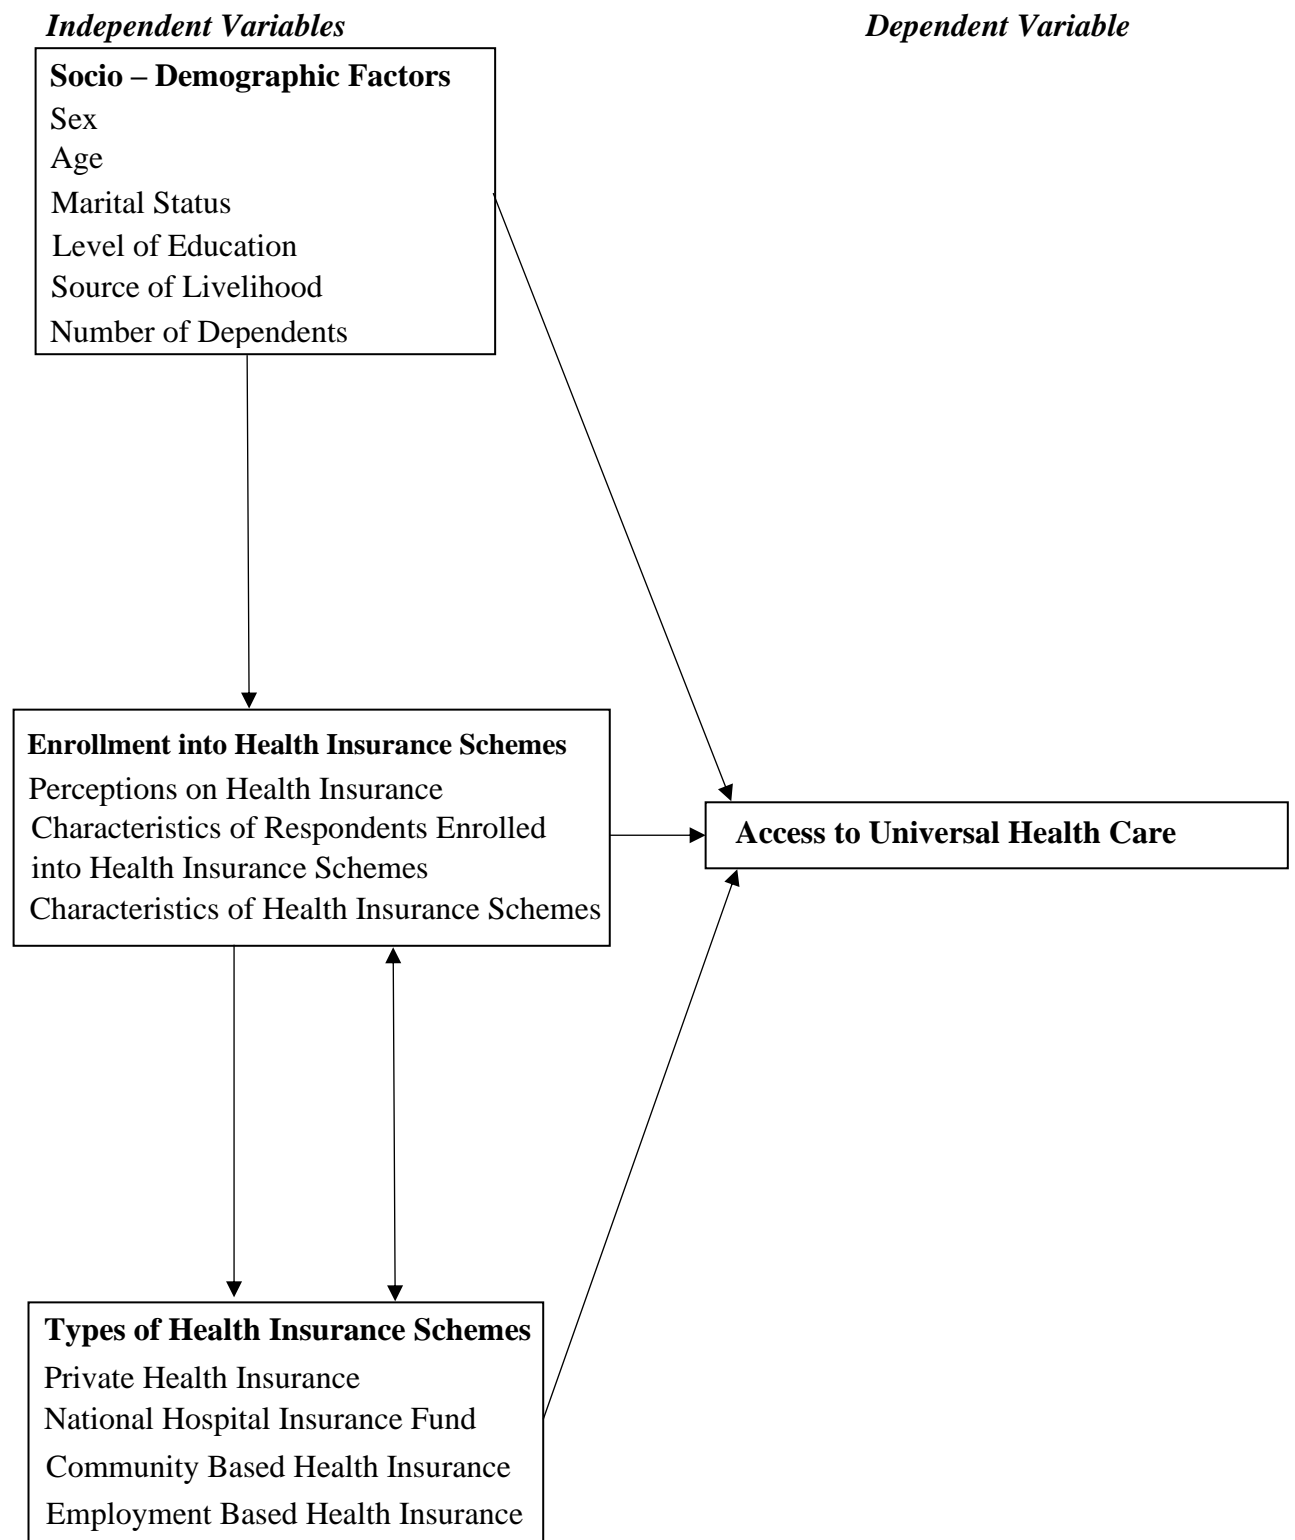 Independent Variables
Dependent Variable
Socio – Demographic Factors
Sex
Age
Marital Status
Level of Education
Source of Livelihood
Number of Dependents
Enrollment into Health Insurance Schemes
Perceptions on Health Insurance
Characteristics of Respondents Enrolled
into Health Insurance Schemes
Characteristics of Health Insurance Schemes
Access to Universal Health Care
Types of Health Insurance Schemes
Private Health Insurance
National Hospital Insurance Fund
Community Based Health Insurance
Employment Based Health Insurance